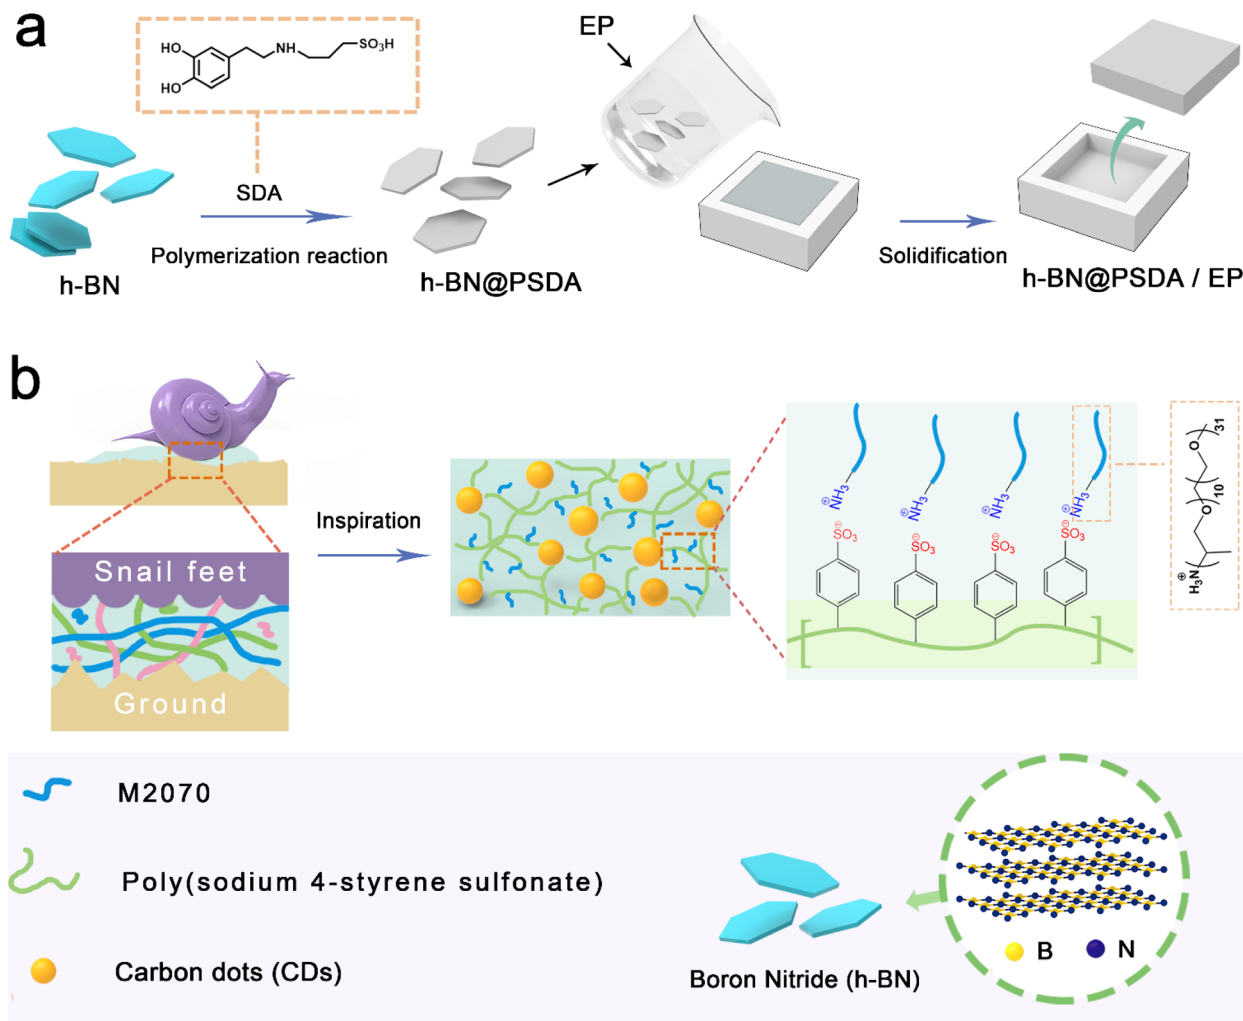 a
HO
HO
NH
SO₃H
EP
SDA
Polymerization reaction
h-BN
h-BN@PSDA
Solidification
h-BN@PSDA / EP
b
Inspiration
Snail feet
Ground
NH₃ ⊕
NH₃ ⊕
NH₃ ⊕
NH₃ ⊕
⊖ SO₃
⊖ SO₃
⊖ SO₃
⊖ SO₃
O
31
10
O
H₃N ⊕
M2070
Poly(sodium 4-styrene sulfonate)
Carbon dots (CDs)
Boron Nitride (h-BN)
B N